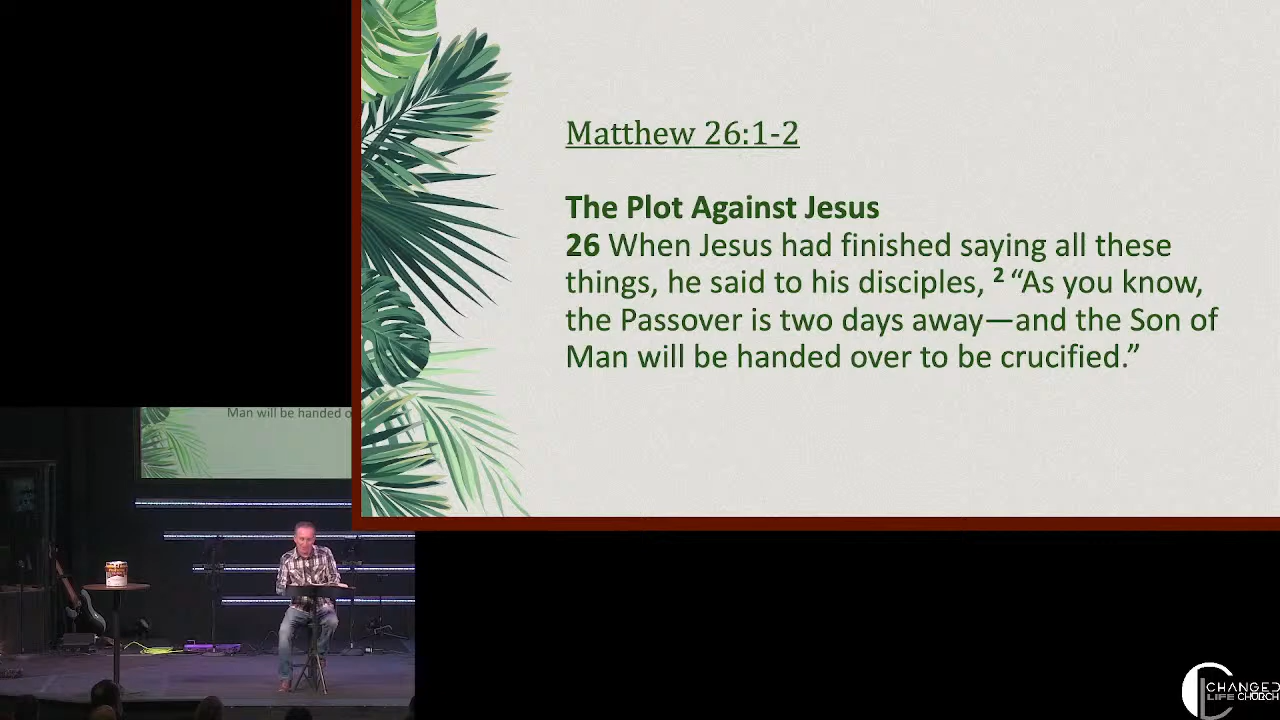 Matthew 26:1-2
The Plot Against Jesus
26 When Jesus had finished saying all these
things, he said to his disciples, 2 “As you know,
the Passover is two days away—and the Son of
Man will be handed over to be crucified.”
Man will be handed o
CHANGED
LIFE CHURCH